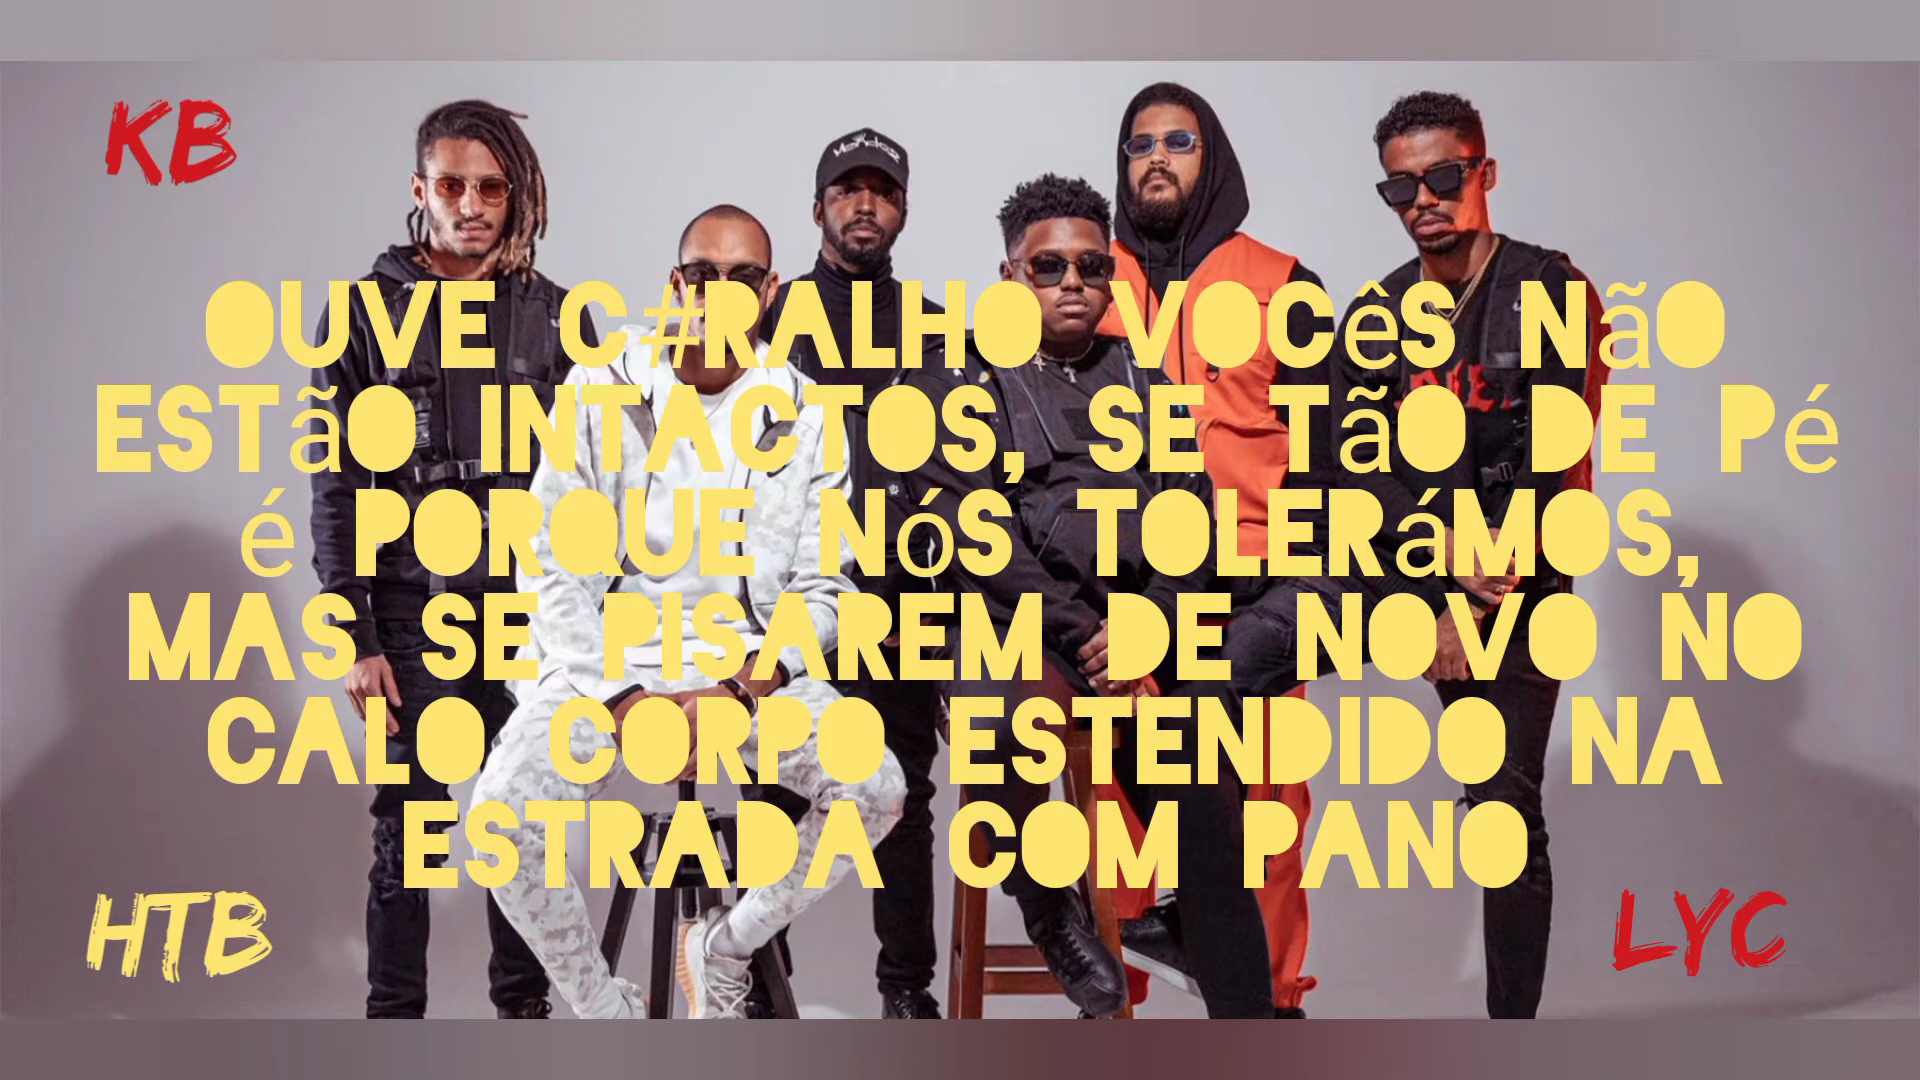 KB
OUVE C#RALHO VOCêS NãO
ESTãO INTACTOS, SE TãO DE Pé
é PORQUE NóS TOLERáMOS,
MAS SE PISAREM DE NOVO NO
CALO CORPO ESTENDIDO NA
ESTRADA COM PANO
HTB
LYC